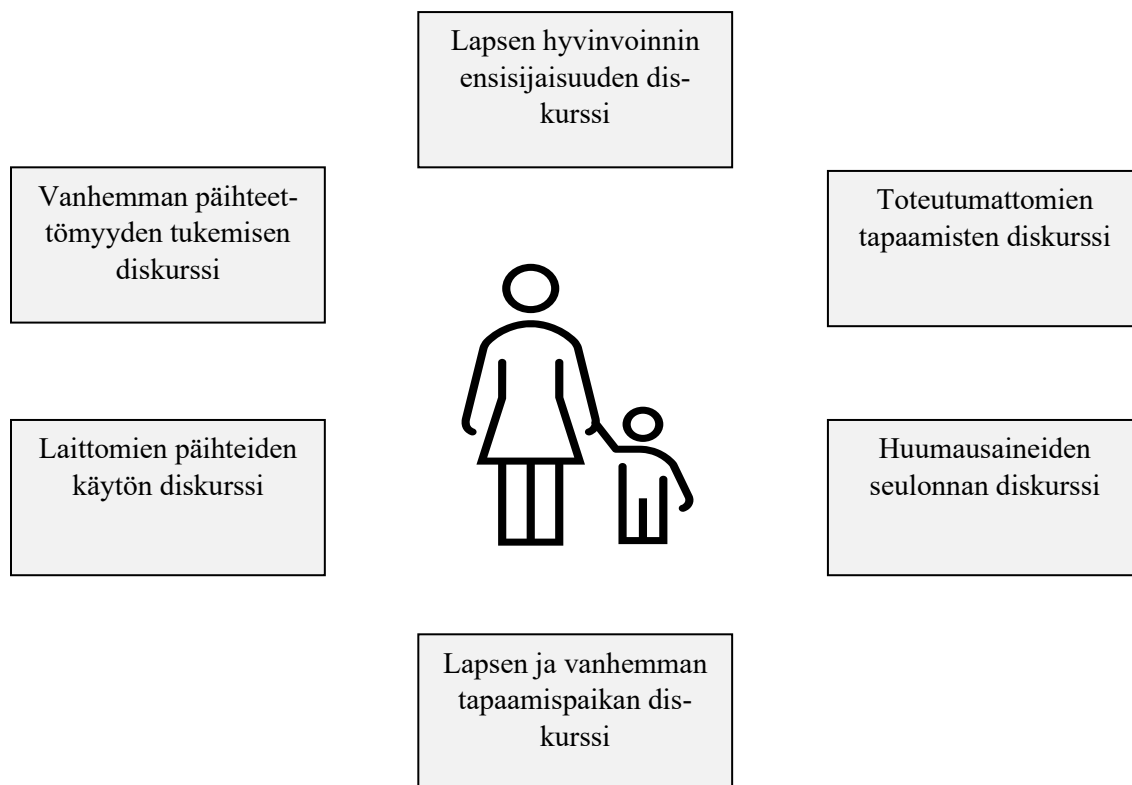 Lapsen hyvinvoinnin
ensisijaisuuden dis-
kurssi
Vanhemman päihteet-
tömyyden tukemisen
diskurssi
Toteutumattomien
tapaamisten diskurssi
Laittomien päihteiden
käytön diskurssi
Huumausaineiden
seulonnan diskurssi
Lapsen ja vanhemman
tapaamispaikan dis-
kurssi